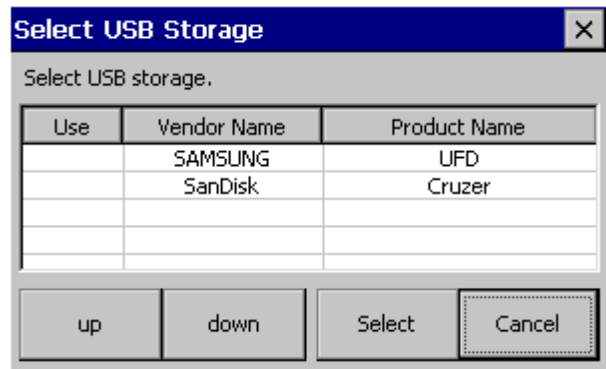 Select USB Storage
Select USB storage.
Use Vendor Name Product Name
SAMSUNG UFD
SanDisk Cruzer
up down Select Cancel